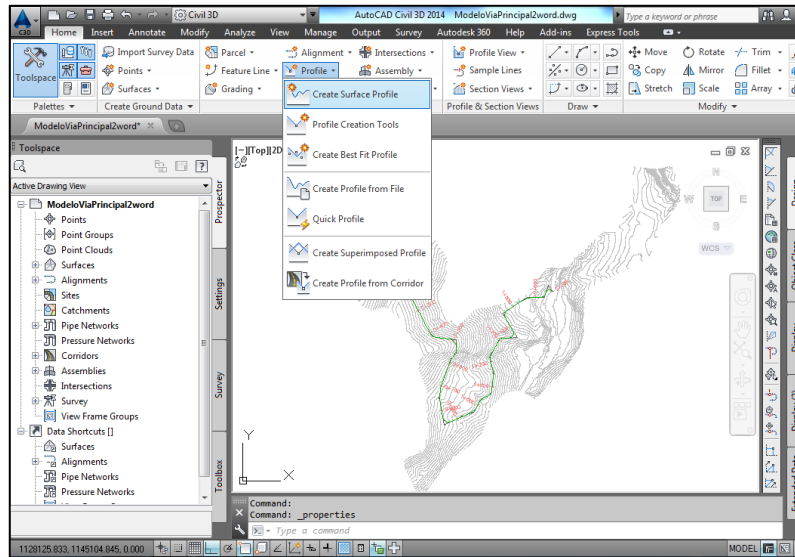 Civil 3D
AutoCAD Civil 3D 2014 ModeloViaPrincipal2word.dwg
Type a keyword or phrase
C3D
Home Insert Annotate Modify Analyze View Manage Output Survey Autodesk 360 Help Add-ins Express Tools
Toolspace
Import Survey Data
Points
Surfaces
Parcel
Feature Line
Grading
Alignment
Profile
Intersections
Assembly
Profile View
Sample Lines
Section Views
Move
Copy
Stretch
Rotate
Mirror
Scale
Trim
Fillet
Array
Palettes
Create Ground Data
Profile & Section Views
Draw
Modify
ModeloViaPrincipal2word*
Create Surface Profile
Profile Creation Tools
Create Best Fit Profile
Create Profile from File
Quick Profile
Create Superimposed Profile
Create Profile from Corridor
Toolspace
Active Drawing View
ModeloViaPrincipal2word
Points
Point Groups
Point Clouds
Surfaces
Alignments
Sites
Catchments
Pipe Networks
Pressure Networks
Corridors
Assemblies
Intersections
Survey
View Frame Groups
Data Shortcuts []
Surfaces
Alignments
Pipe Networks
Pressure Networks
Prospector
Settings
Survey
Toolbox
[−][Top][2D
N
W TOP E
S
WCS
Y
X
Command:
Command: _properties
Type a command
1128125.833, 1145104.845, 0.000
MODEL